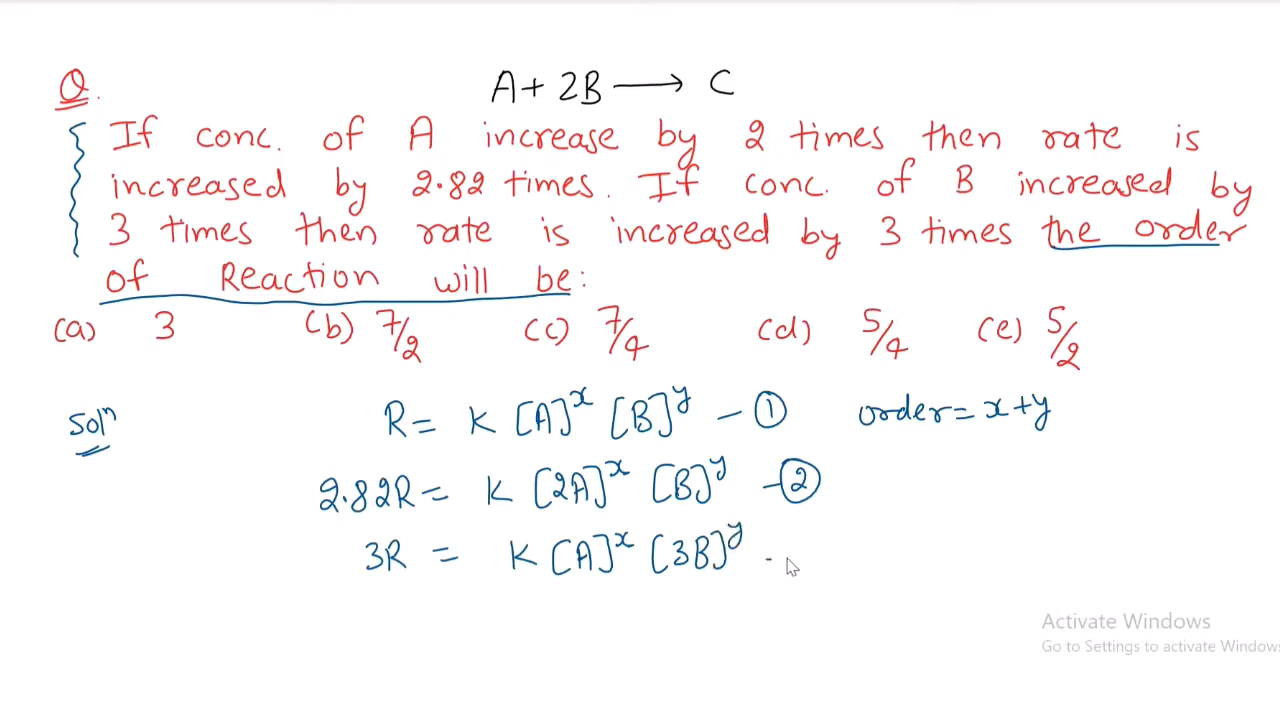 Q.
A + 2B ⟶ C
If conc. of A increase by 2 times then rate is
increased by 2.82 times. If conc. of B increased by
3 times then rate is increased by 3 times the order
of Reaction will be:
(a) 3 (b) 7/2 (c) 7/4 (d) 5/4 (e) 5/2
Solⁿ R = K [A]^x [B]^y - ① order = x+y
2.82R = K [2A]^x [B]^y - ②
3R = K [A]^x [3B]^y -
Activate Windows
Go to Settings to activate Windows